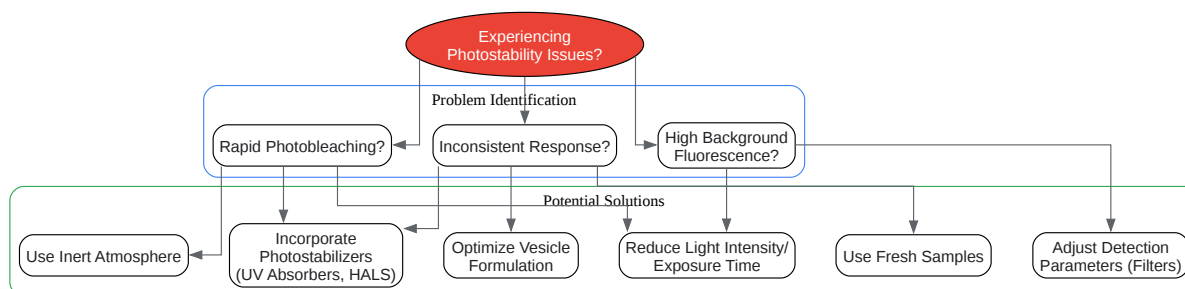 Experiencing
Photostability Issues?
Problem Identification
Rapid Photobleaching?
Inconsistent Response?
High Background
Fluorescence?
Potential Solutions
Use Inert Atmosphere
Incorporate
Photostabilizers
(UV Absorbers, HALS)
Optimize Vesicle
Formulation
Reduce Light Intensity/
Exposure Time
Use Fresh Samples
Adjust Detection
Parameters (Filters)